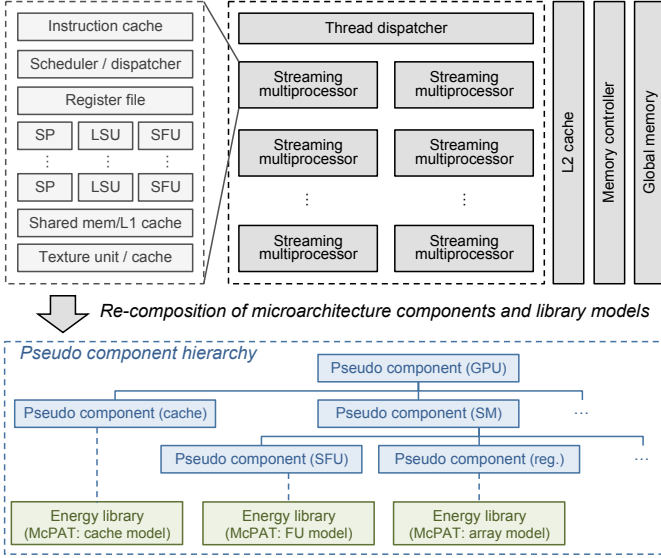 Instruction cache
Scheduler / dispatcher
Register file
SP LSU SFU
⋮ ⋮ ⋮
SP LSU SFU
Shared mem/L1 cache
Texture unit / cache
Thread dispatcher
Streaming
multiprocessor
Streaming
multiprocessor
Streaming
multiprocessor
Streaming
multiprocessor
⋮ ⋮
Streaming
multiprocessor
Streaming
multiprocessor
L2 cache
Memory controller
Global memory
Re-composition of microarchitecture components and library models
Pseudo component hierarchy
Pseudo component (GPU)
Pseudo component (cache)
Pseudo component (SM)
...
Pseudo component (SFU)
Pseudo component (reg.)
...
Energy library
(McPAT: cache model)
Energy library
(McPAT: FU model)
Energy library
(McPAT: array model)